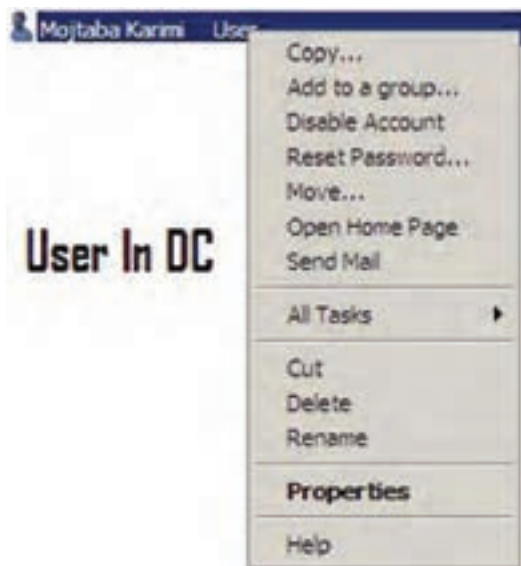 Mojtaba Karimi User
Copy...
Add to a group...
Disable Account
Reset Password...
Move...
Open Home Page
Send Mail
User In DC
All Tasks
Cut
Delete
Rename
Properties
Help